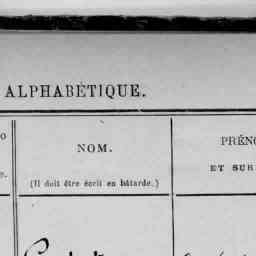 ALPHABÉTIQUE.
NOM.
(Il doit être écrit en bâtarde.)
PRÉNO
ET SUR